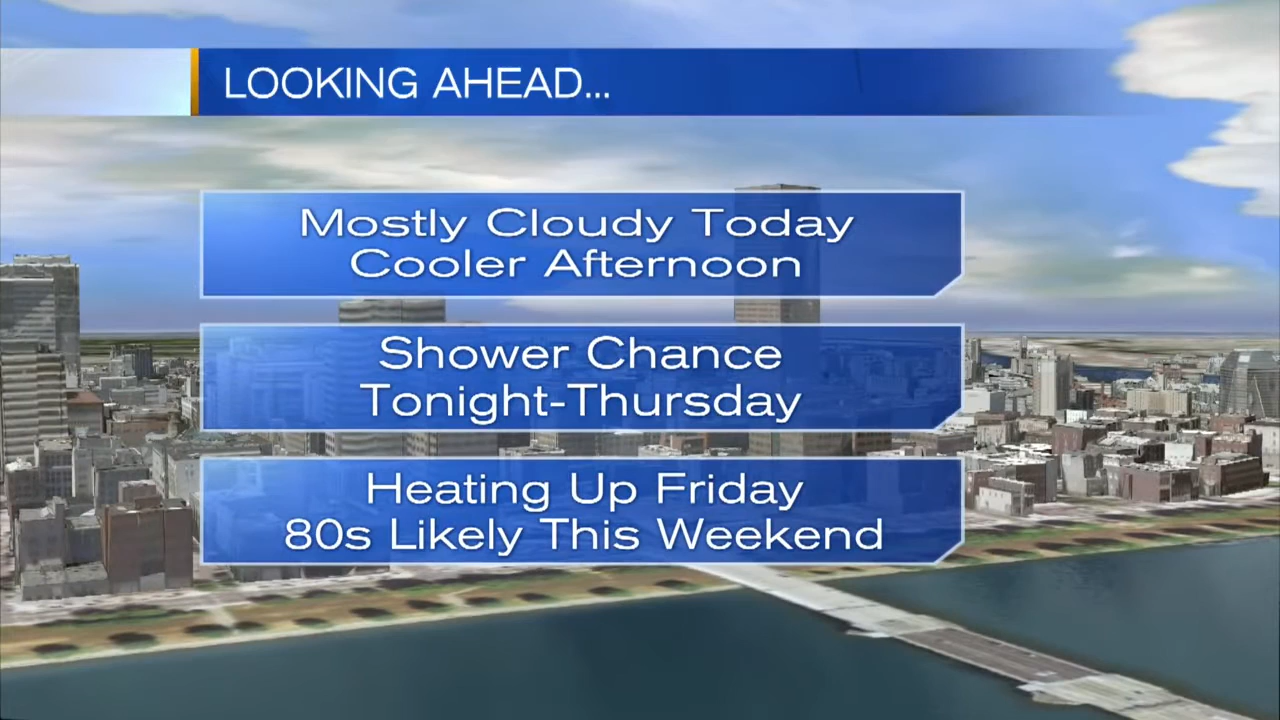 LOOKING AHEAD...
Mostly Cloudy Today
Cooler Afternoon
Shower Chance
Tonight-Thursday
Heating Up Friday
80s Likely This Weekend